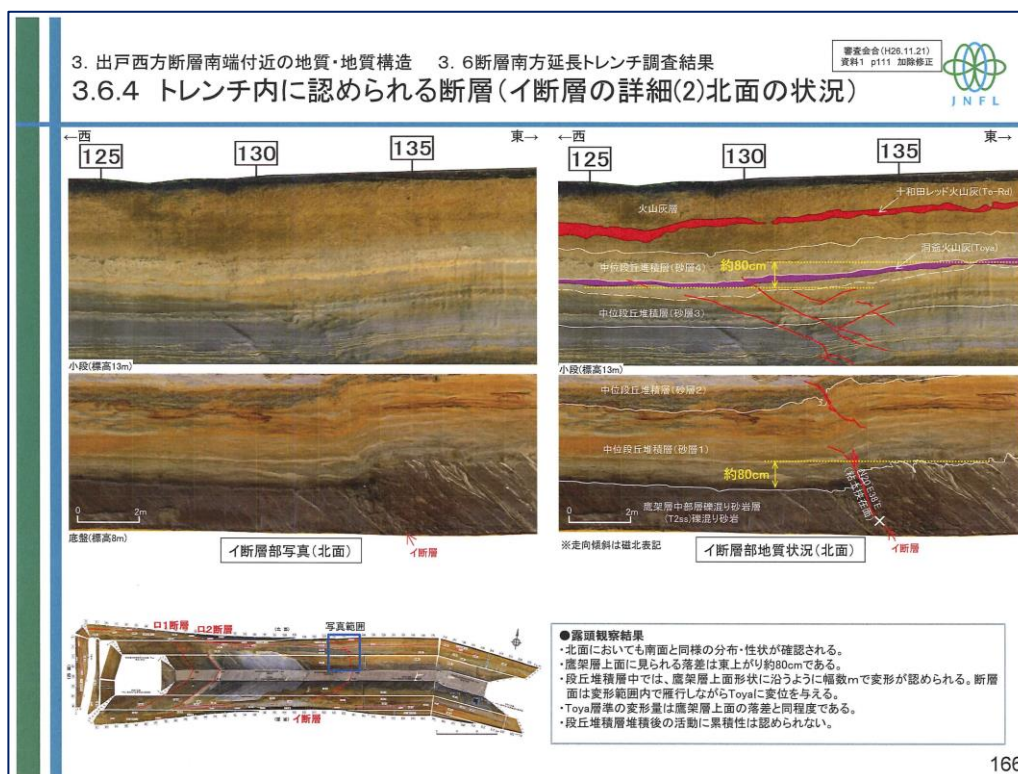 3. 出戸西方断層南端付近の地質・地質構造　3. 6断層南方延長トレンチ調査結果
3.6.4　トレンチ内に認められる断層(イ断層の詳細(2)北面の状況)
審査会合(H26.11.21)
資料1　p111 加除修正
JNFL
←西
東→
125
130
135
小段(標高13m)
0
2m
底盤(標高8m)
イ断層
イ断層部写真(北面)
←西
東→
125
130
135
火山灰層
十和田レッド火山灰(To-Rd)
洞爺火山灰(Toya)
中位段丘堆積層(砂層4)
約80cm
中位段丘堆積層(砂層3)
小段(標高13m)
中位段丘堆積層(砂層2)
中位段丘堆積層(砂層1)
約80cm
鷹架層中部層礫混り砂岩層
(T2ss)礫混り砂岩
0
2m
※走向傾斜は磁北表記
イ断層
イ断層部地質状況(北面)
ロ1断層
ロ2断層
写真範囲
イ断層
●露頭観察結果
・北面においても南面と同様の分布・性状が確認される。
・鷹架層上面に見られる落差は東上がり約80cmである。
・段丘堆積層中では、鷹架層上面形状に沿うように幅数mで変形が認められる。断層
面は変形範囲内で雁行しながらToyaに変位を与える。
・Toya層準の変形量は鷹架層上面の落差と同程度である。
・段丘堆積層堆積後の活動に累積性は認められない。
166